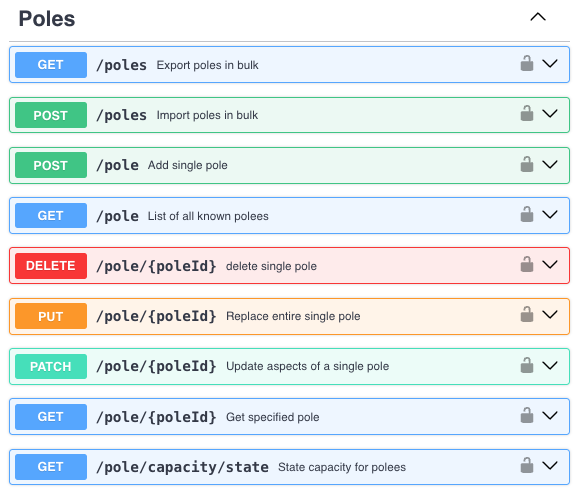 Poles
GET /poles Export poles in bulk
POST /poles Import poles in bulk
POST /pole Add single pole
GET /pole List of all known polees
DELETE /pole/{poleId} delete single pole
PUT /pole/{poleId} Replace entire single pole
PATCH /pole/{poleId} Update aspects of a single pole
GET /pole/{poleId} Get specified pole
GET /pole/capacity/state State capacity for polees